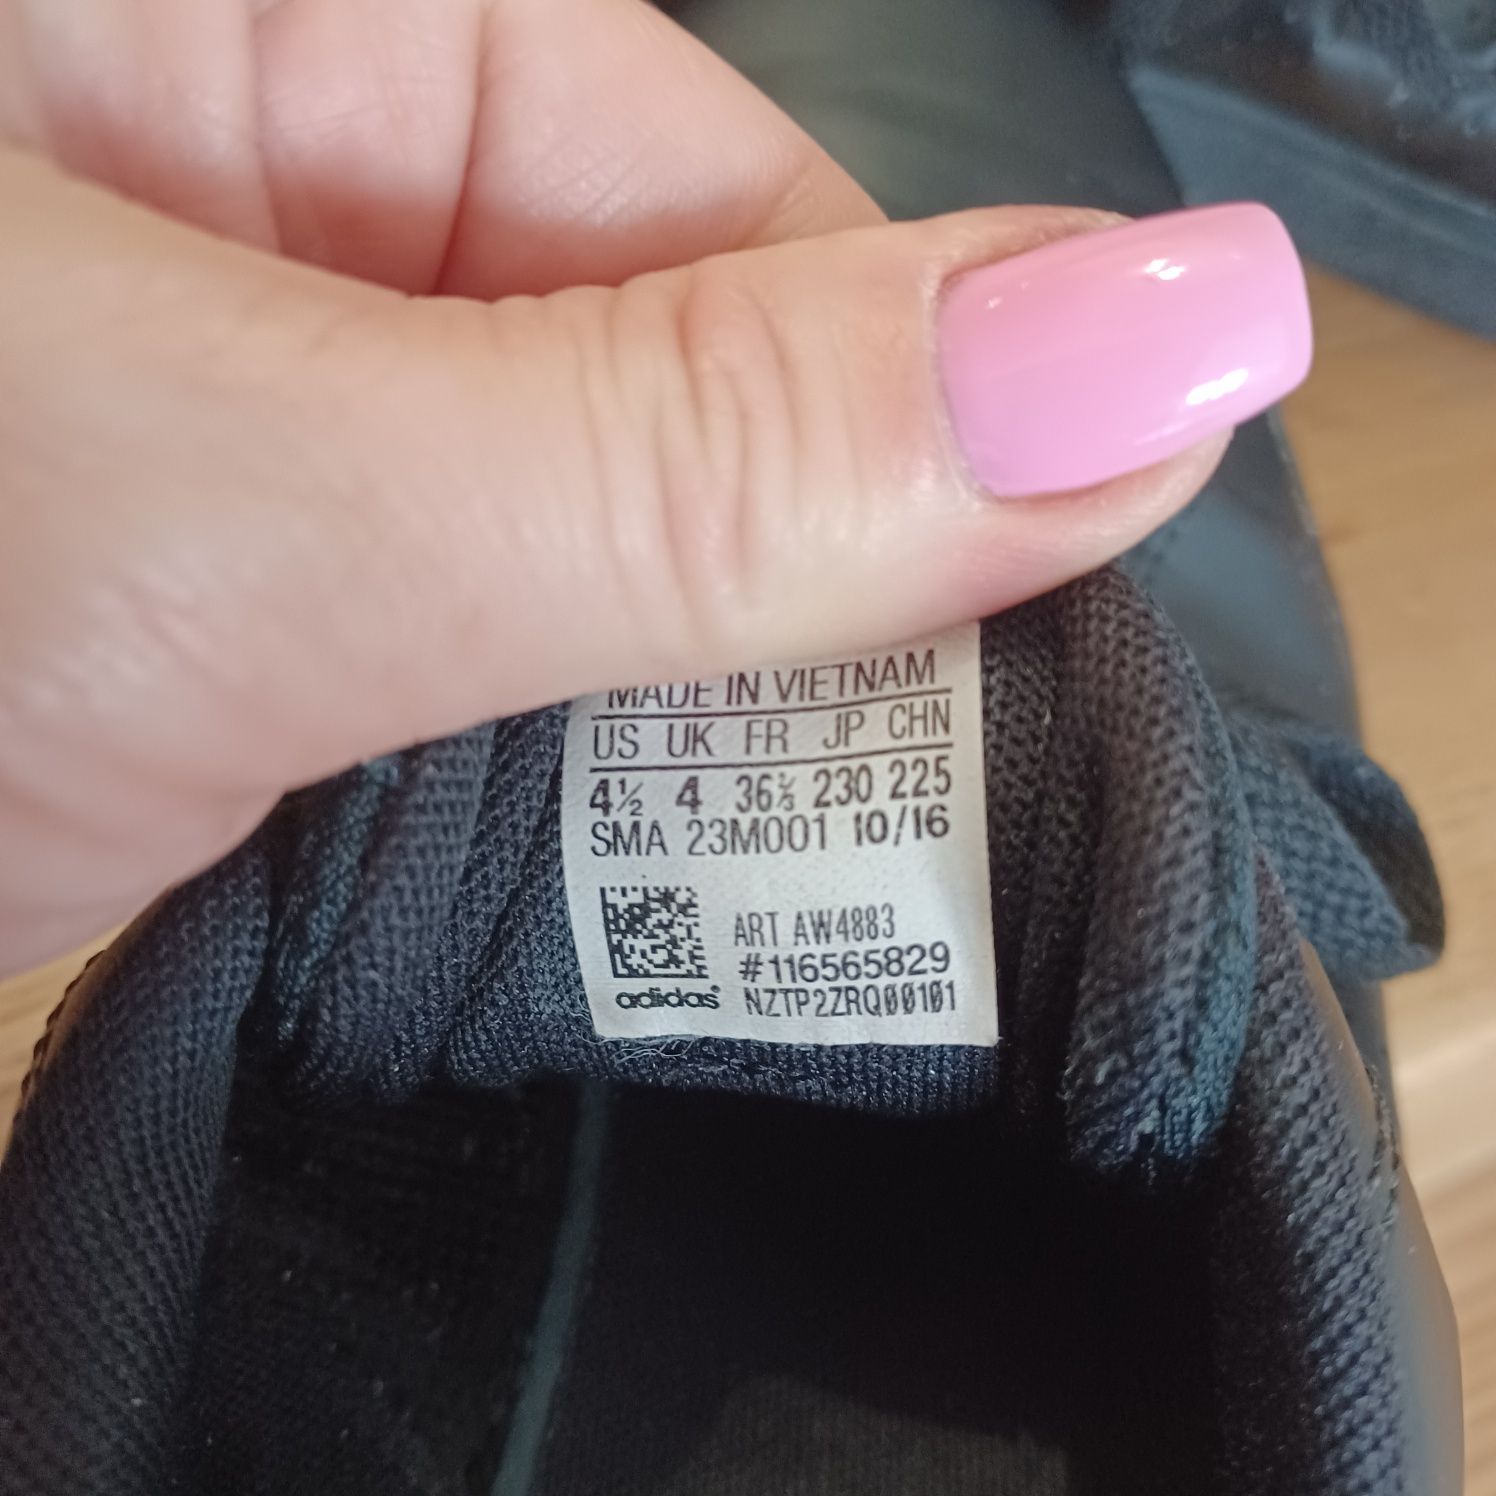 MADE IN VIETNAM
US UK FR JP CHN
4½ 4 36⅔ 230 225
SMA 23M001 10/16
ART AW4883
#116565829
adidas® NZTP2ZRQ00101